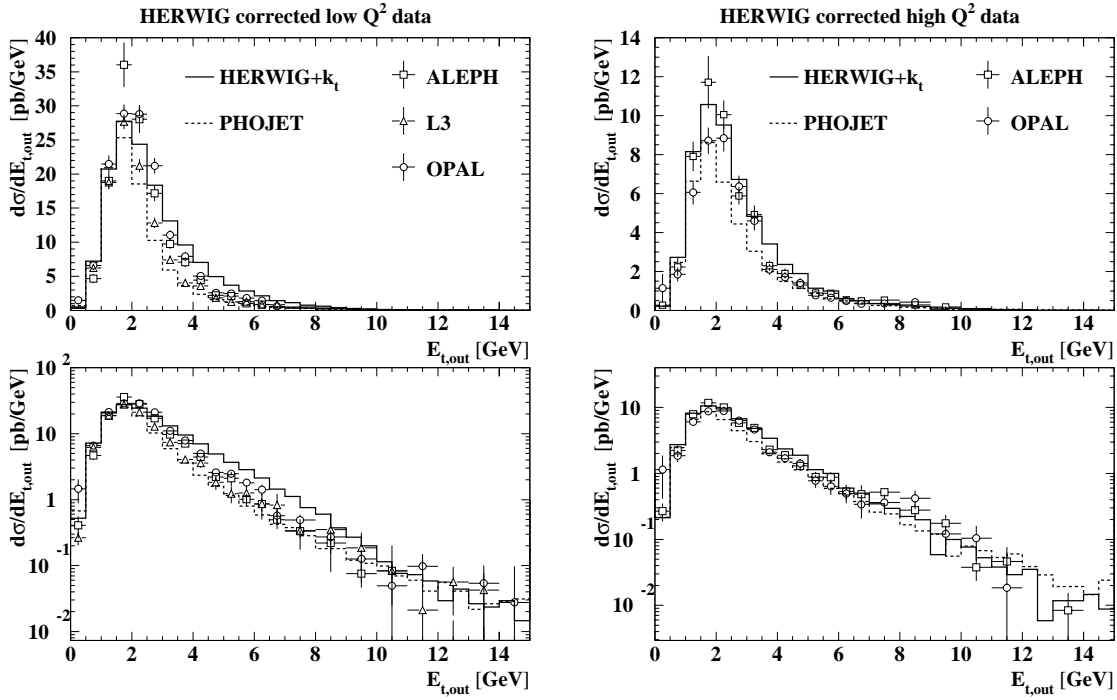 HERWIG corrected low Q² data
HERWIG corrected high Q² data
dσ/dE_t,out [pb/GeV]
40
35
30
25
20
15
10
5
0
HERWIG+k_t
PHOJET
ALEPH
L3
OPAL
0 2 4 6 8 10 12 14
E_t,out [GeV]
dσ/dE_t,out [pb/GeV]
14
12
10
8
6
4
2
0
HERWIG+k_t
PHOJET
ALEPH
OPAL
0 2 4 6 8 10 12 14
E_t,out [GeV]
dσ/dE_t,out [pb/GeV]
10²
10
1
10⁻¹
10⁻²
0 2 4 6 8 10 12 14
E_t,out [GeV]
dσ/dE_t,out [pb/GeV]
10
1
10⁻¹
10⁻²
0 2 4 6 8 10 12 14
E_t,out [GeV]